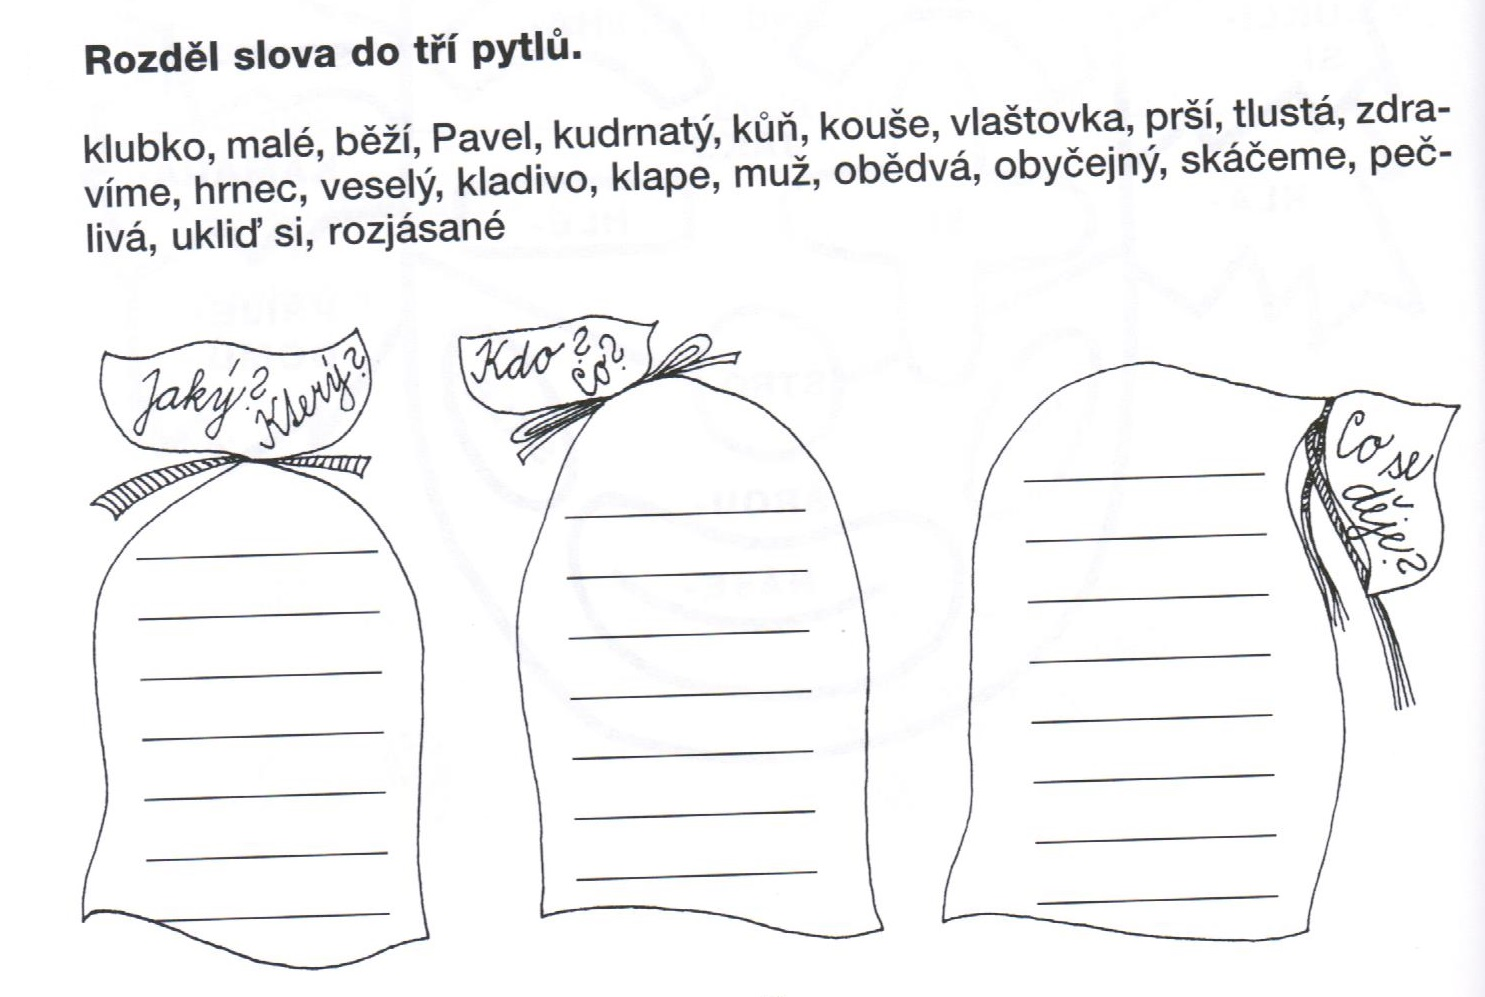 Rozděl slova do tří pytlů.
klubko, malé, běží, Pavel, kudrnatý, kůň, kouše, vlaštovka, prší, tlustá, zdra-
víme, hrnec, veselý, kladivo, klape, muž, obědvá, obyčejný, skáčeme, peč-
livá, ukliď si, rozjásané
Jaký?
Který?
Kdo?
Co?
Co se
děje?